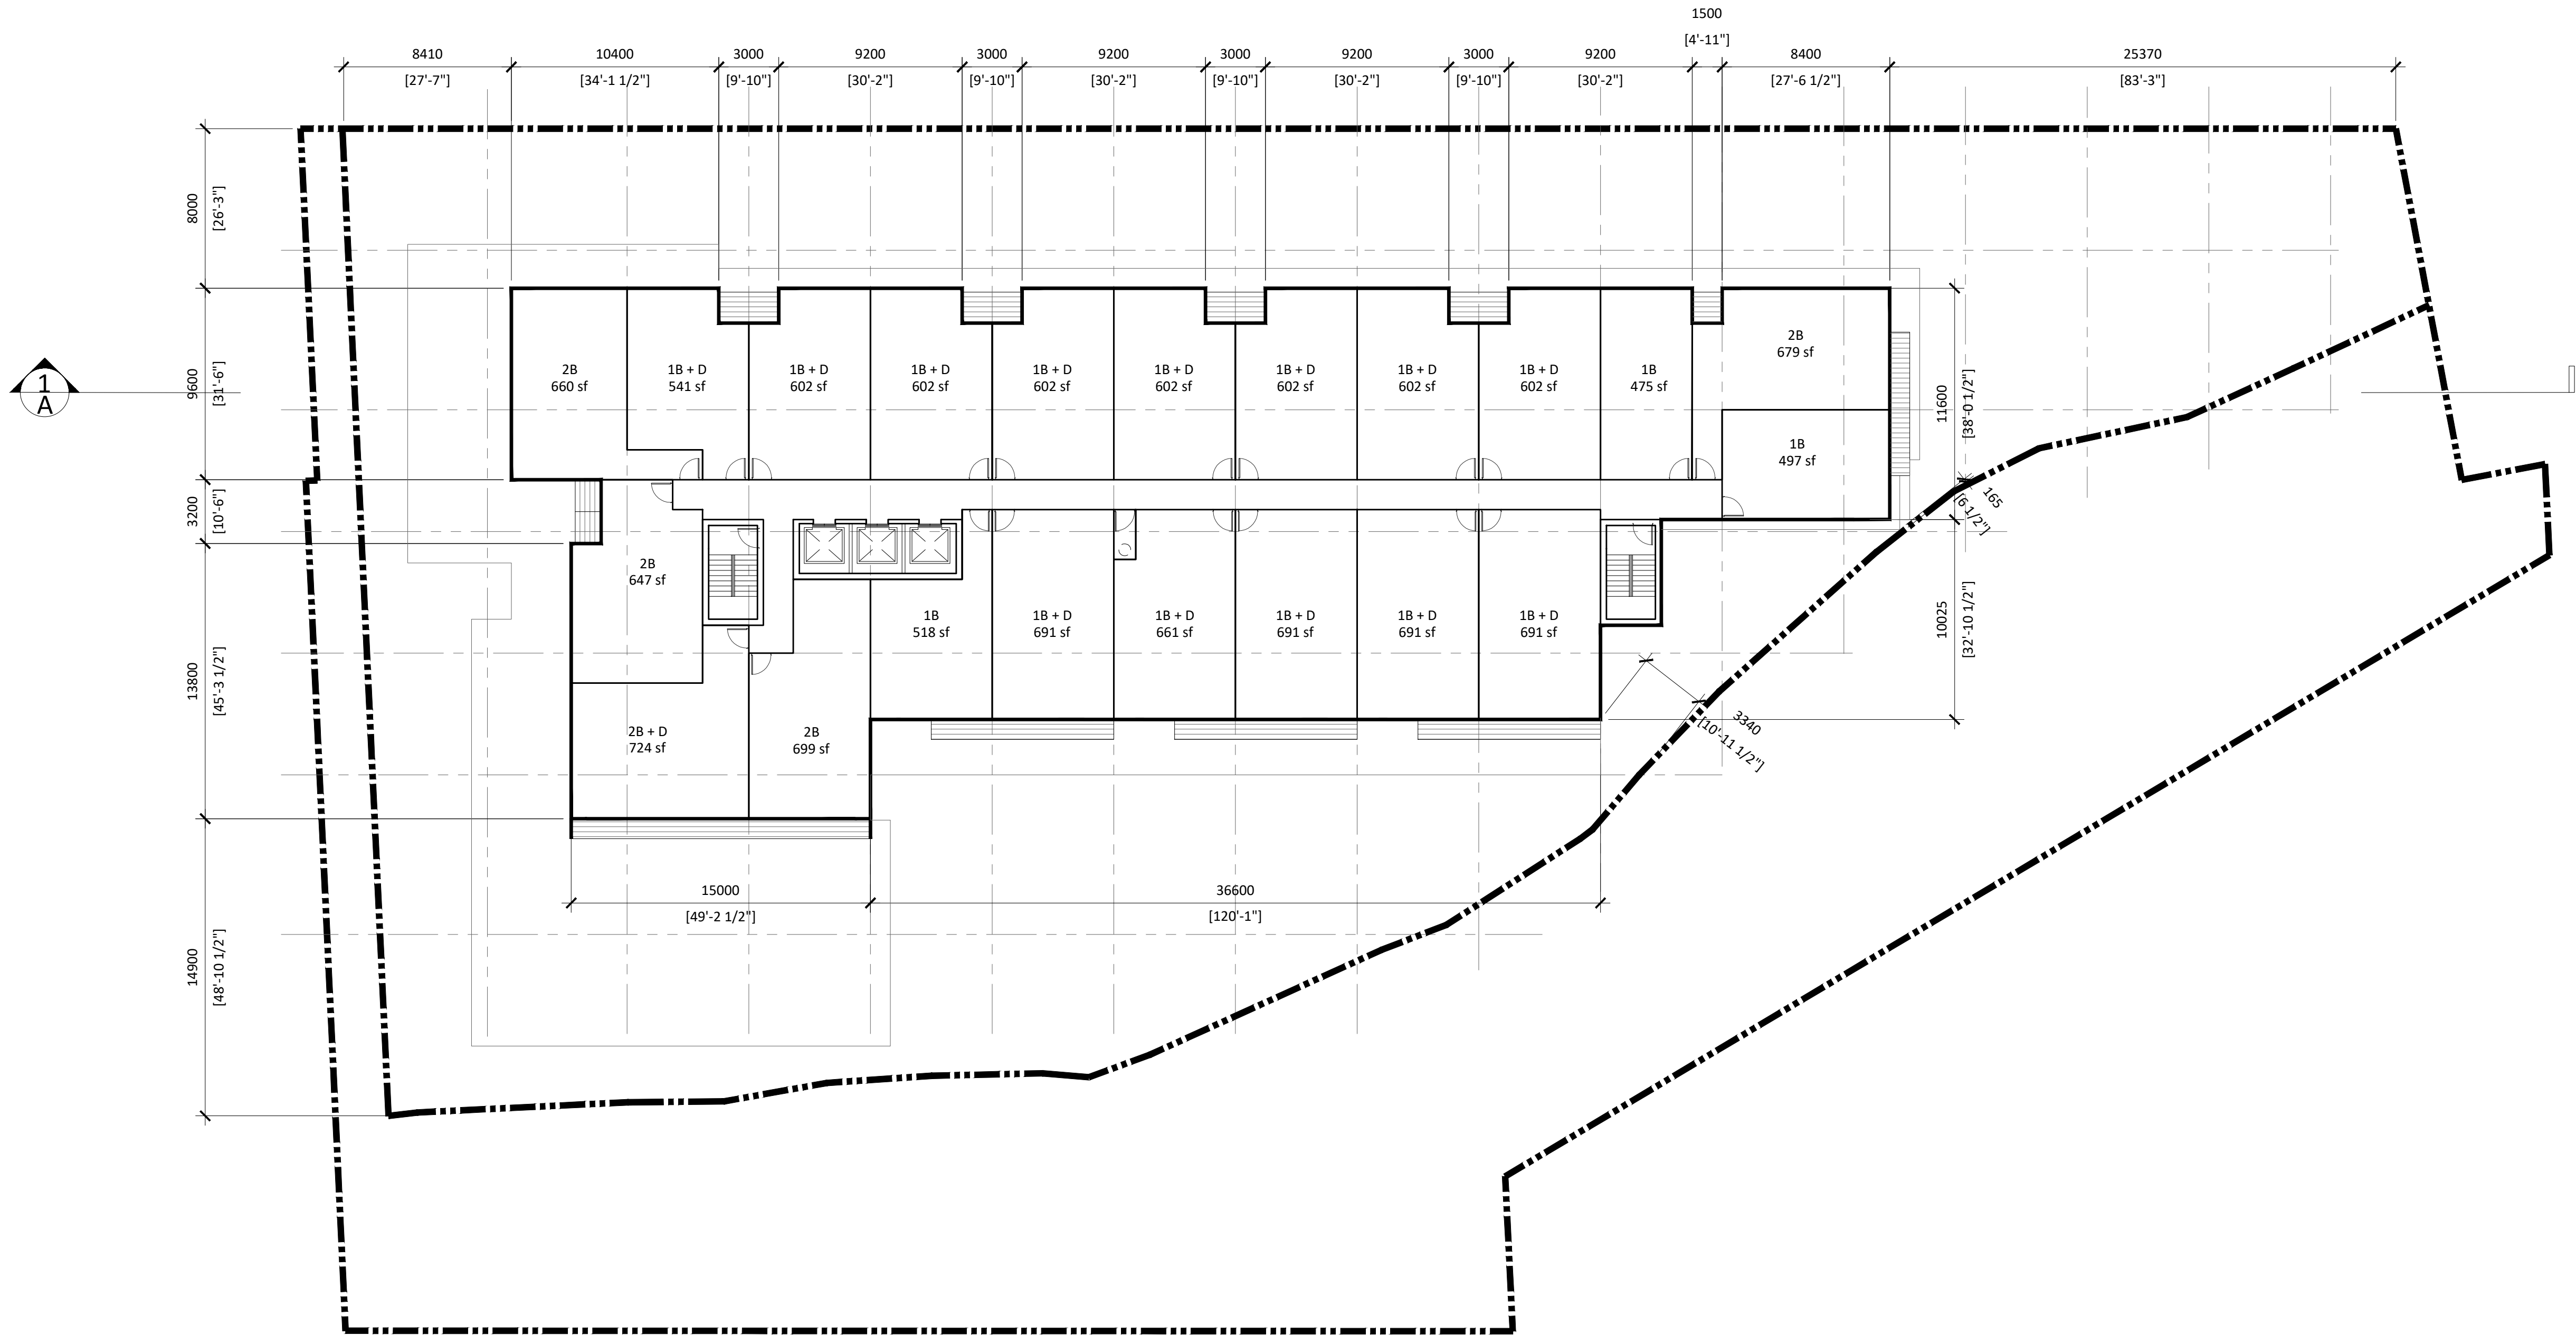 1500
[4'-11"]
8410
10400
3000
9200
3000
9200
3000
9200
3000
9200
8400
25370
[27'-7"]
[34'-1 1/2"]
[9'-10"]
[30'-2"]
[9'-10"]
[30'-2"]
[9'-10"]
[30'-2"]
[9'-10"]
[30'-2"]
[27'-6 1/2"]
[83'-3"]
8000
[26'-3"]
9600
[31'-6"]
3200
[10'-6"]
13800
[45'-3 1/2"]
14900
[48'-10 1/2"]
1
A
2B
660 sf
1B + D
541 sf
1B + D
602 sf
1B + D
602 sf
1B + D
602 sf
1B + D
602 sf
1B + D
602 sf
1B + D
602 sf
1B + D
602 sf
1B
475 sf
2B
679 sf
1B
497 sf
11600
[38'-0 1/2"]
165
[6 1/2"]
10025
[32'-10 1/2"]
2B
647 sf
1B
518 sf
1B + D
691 sf
1B + D
661 sf
1B + D
691 sf
1B + D
691 sf
1B + D
691 sf
2B + D
724 sf
2B
699 sf
3340
[10'-11 1/2"]
15000
[49'-2 1/2"]
36600
[120'-1"]